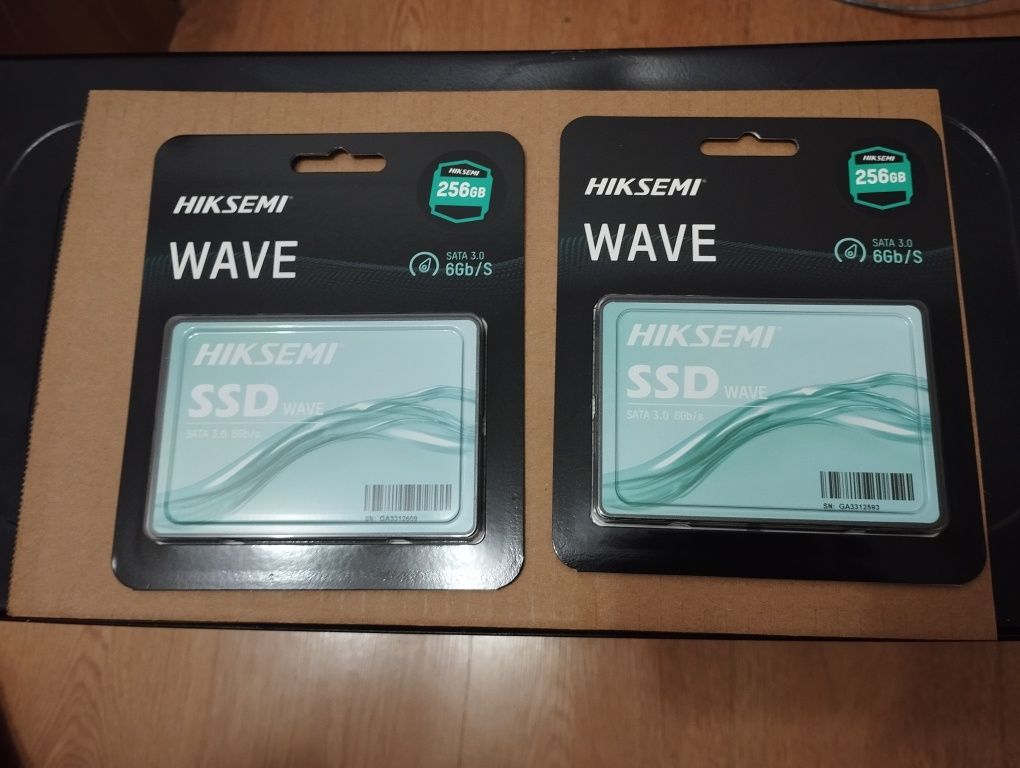 HIKSEMI
HIKSEMI
256GB
WAVE
SATA 3.0
6Gb/S
HIKSEMI
SSD WAVE
SATA 3.0 6Gb/s
SN: GA3312609
HIKSEMI
HIKSEMI
256GB
WAVE
SATA 3.0
6Gb/S
HIKSEMI
SSD WAVE
SATA 3.0 6Gb/s
SN: GA3312593